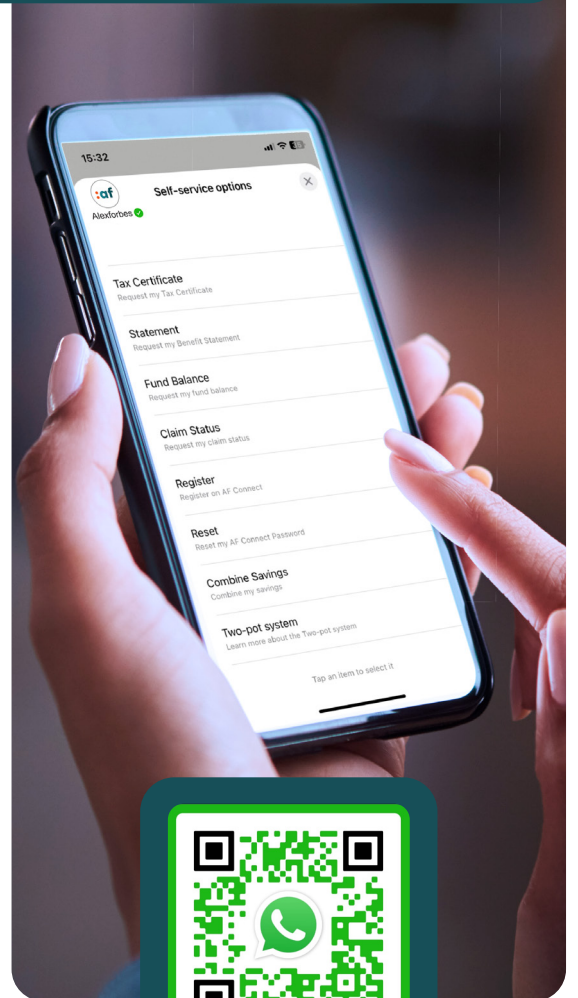 15:32
:af
Self-service options
Alexforbes
Tax Certificate
Request my Tax Certificate
Statement
Request my Benefit Statement
Fund Balance
Request my fund balance
Claim Status
Request my claim status
Register
Register on AF Connect
Reset
Reset my AF Connect Password
Combine Savings
Combine my savings
Two-pot system
Learn more about the Two-pot system
Tap an item to select it